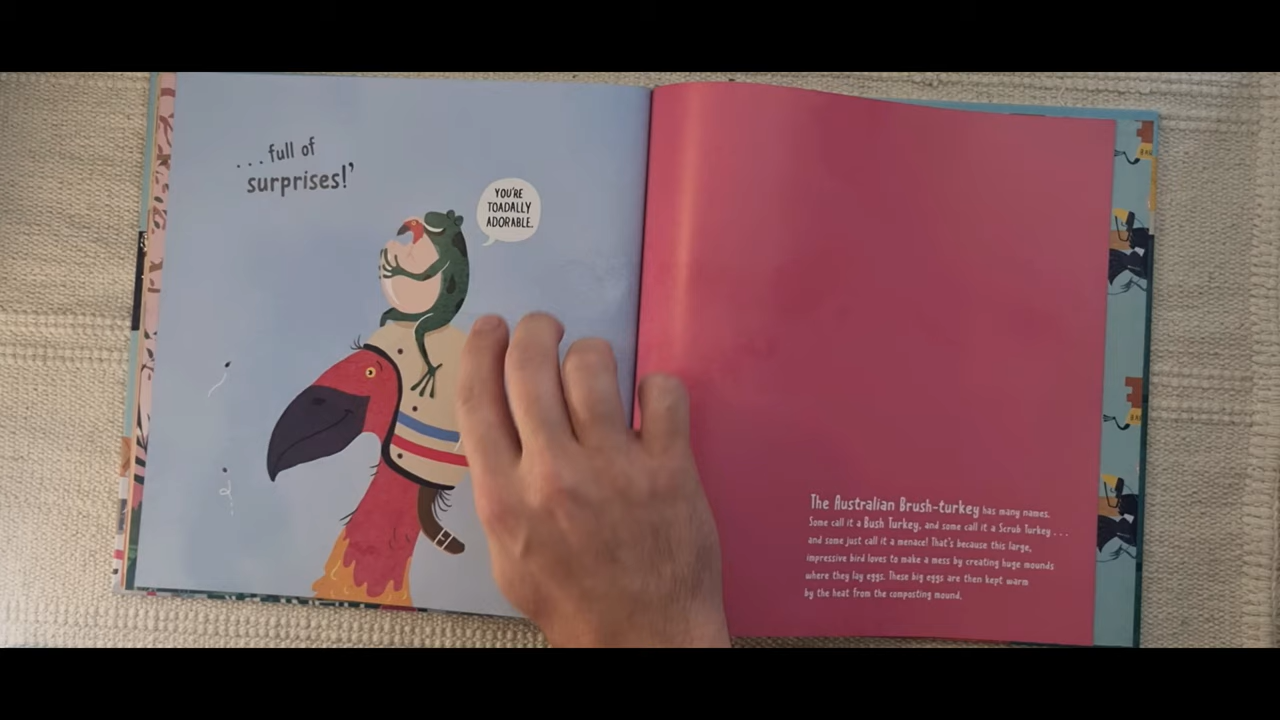 ...full of
surprises!'
YOU'RE
TOADALLY
ADORABLE.
The Australian Brush-turkey has many names.
Some call it a Bush Turkey, and some call it a Scrub Turkey...
and some just call it a menace! That's because this large,
impressive bird loves to make a mess by creating huge mounds
where they lay eggs. These big eggs are then kept warm
by the heat from the composting mound.